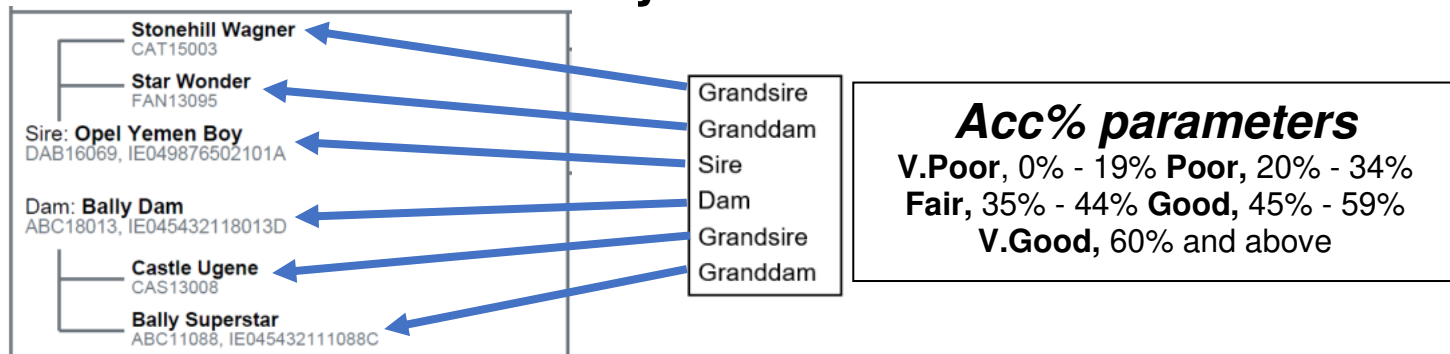 Stonehill Wagner
CAT15003
Star Wonder
FAN13095
Sire: Opel Yemen Boy
DAB16069, IE049876502101A
Dam: Bally Dam
ABC18013, IE045432118013D
Castle Ugene
CAS13008
Bally Superstar
ABC11088, IE045432111088C
Grandsire
Granddam
Sire
Dam
Grandsire
Granddam
Acc% parameters
V.Poor, 0% - 19% Poor, 20% - 34%
Fair, 35% - 44% Good, 45% - 59%
V.Good, 60% and above